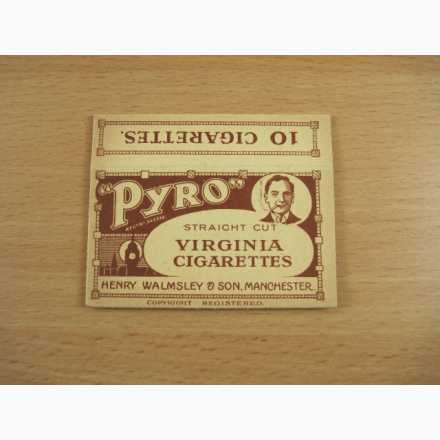 10 CIGARETTES.
"PYRO"
STRAIGHT CUT
VIRGINIA
CIGARETTES
HENRY WALMSLEY & SON, MANCHESTER.
COPYRIGHT REGISTERED.